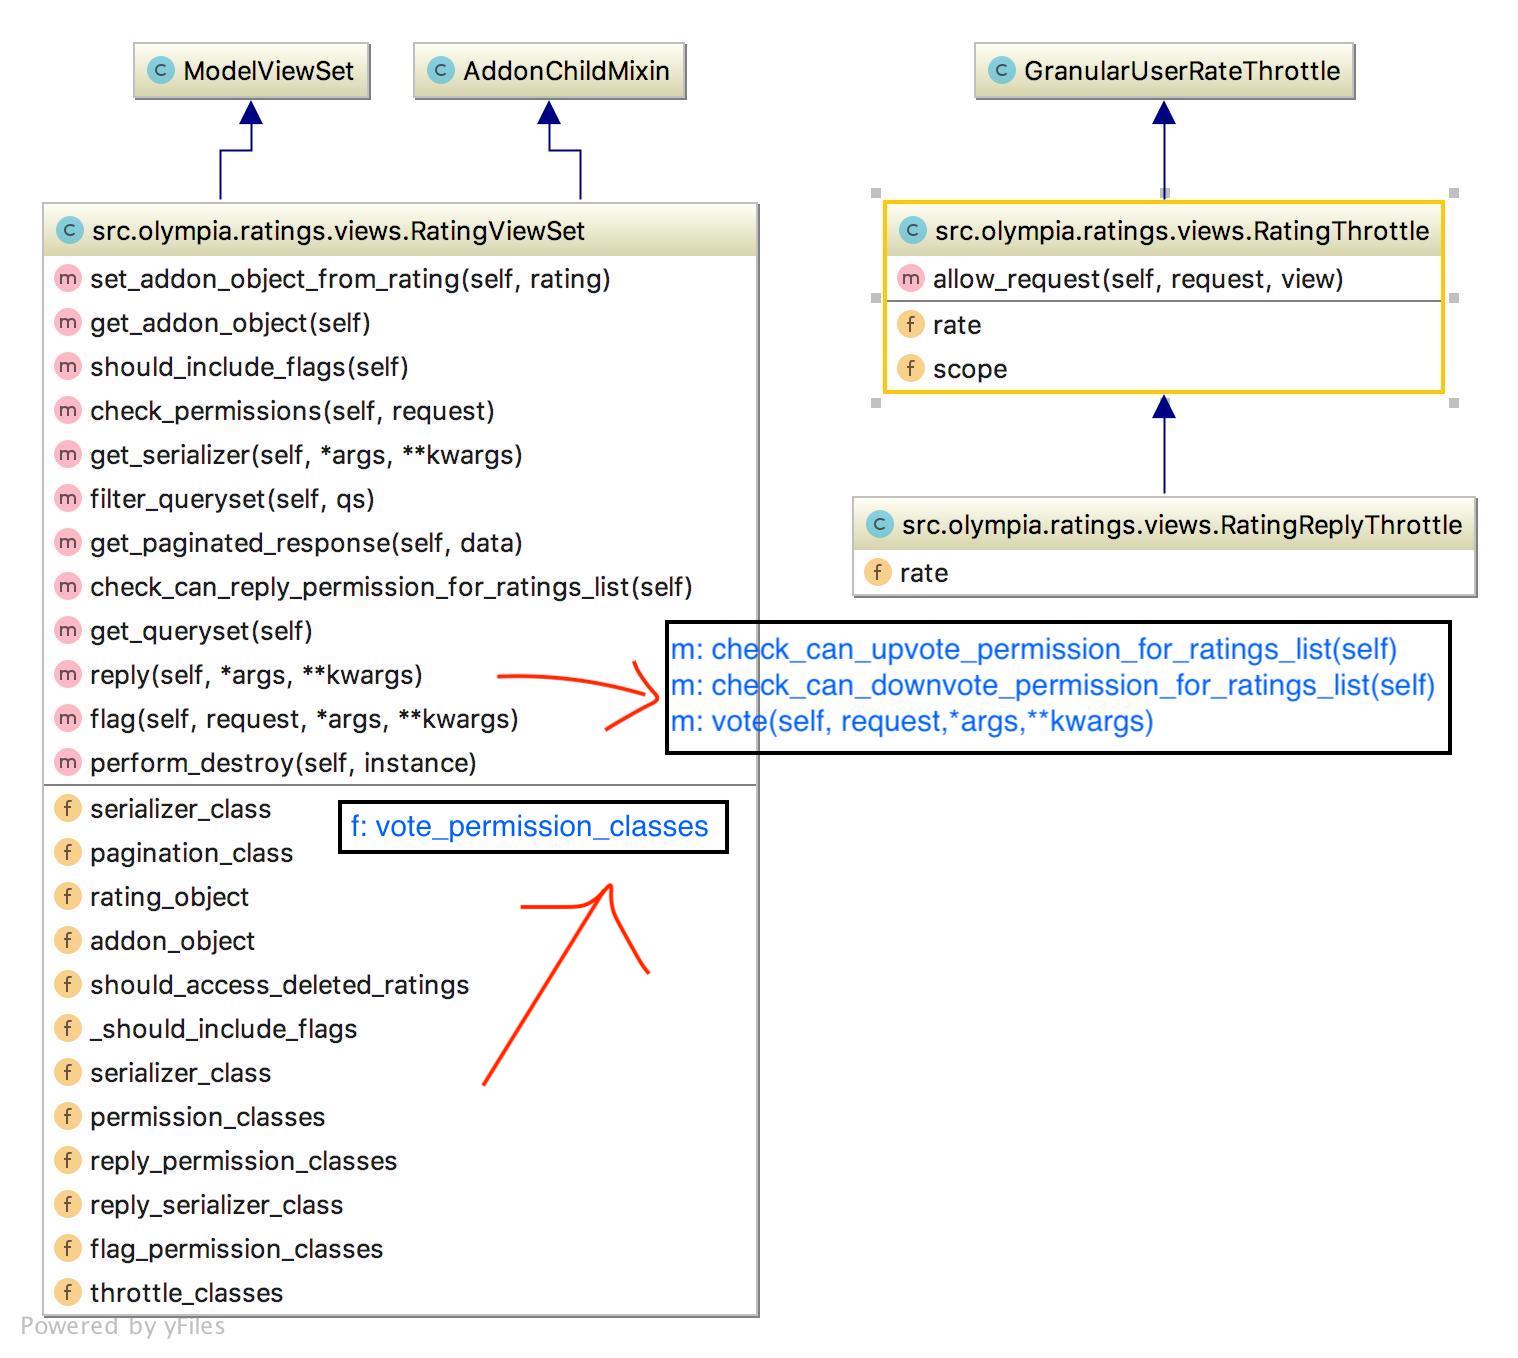 C ModelViewSet
C AddonChildMixin
C GranularUserRateThrottle
C src.olympia.ratings.views.RatingViewSet
m set_addon_object_from_rating(self, rating)
m get_addon_object(self)
m should_include_flags(self)
m check_permissions(self, request)
m get_serializer(self, *args, **kwargs)
m filter_queryset(self, qs)
m get_paginated_response(self, data)
m check_can_reply_permission_for_ratings_list(self)
m get_queryset(self)
m reply(self, *args, **kwargs)
m flag(self, request, *args, **kwargs)
m perform_destroy(self, instance)
f serializer_class
f pagination_class
f rating_object
f addon_object
f should_access_deleted_ratings
f _should_include_flags
f serializer_class
f permission_classes
f reply_permission_classes
f reply_serializer_class
f flag_permission_classes
f throttle_classes
f: vote_permission_classes
C src.olympia.ratings.views.RatingThrottle
m allow_request(self, request, view)
f rate
f scope
C src.olympia.ratings.views.RatingReplyThrottle
f rate
m: check_can_upvote_permission_for_ratings_list(self)
m: check_can_downvote_permission_for_ratings_list(self)
m: vote(self, request,*args,**kwargs)
Powered by yFiles